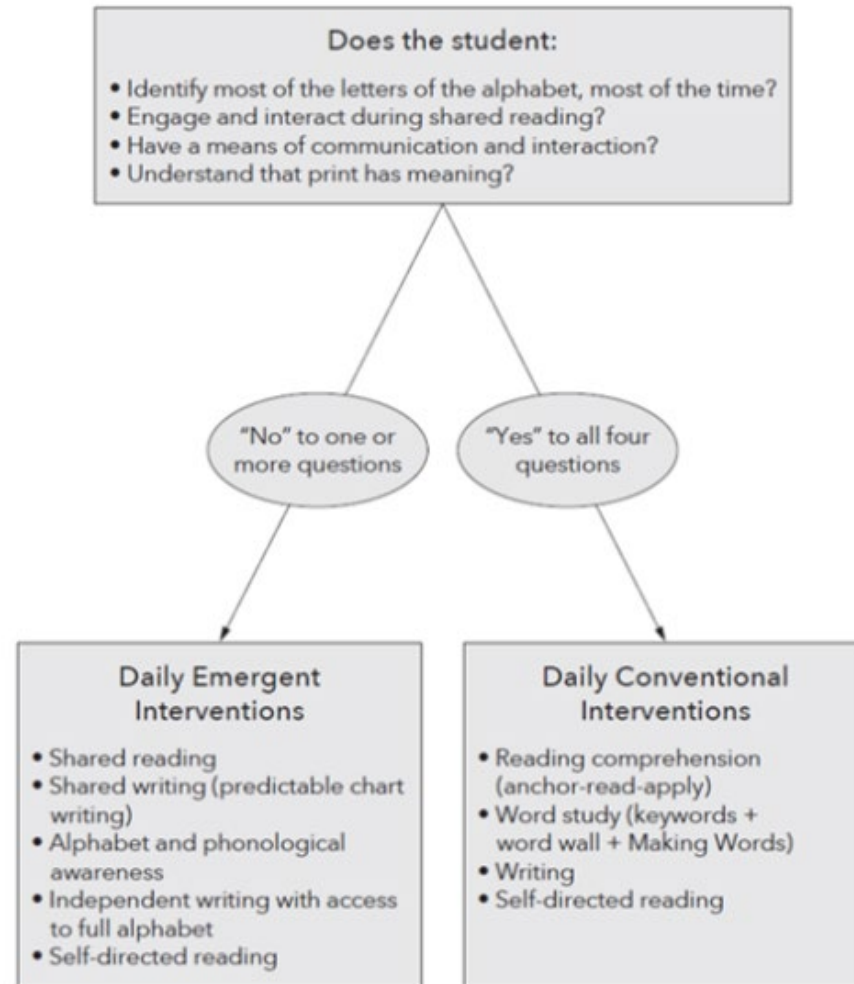 Does the student:
• Identify most of the letters of the alphabet, most of the time?
• Engage and interact during shared reading?
• Have a means of communication and interaction?
• Understand that print has meaning?
"No" to one or
more questions
"Yes" to all four
questions
Daily Emergent
Interventions
• Shared reading
• Shared writing (predictable chart
writing)
• Alphabet and phonological
awareness
• Independent writing with access
to full alphabet
• Self-directed reading
Daily Conventional
Interventions
• Reading comprehension
(anchor-read-apply)
• Word study (keywords +
word wall + Making Words)
• Writing
• Self-directed reading